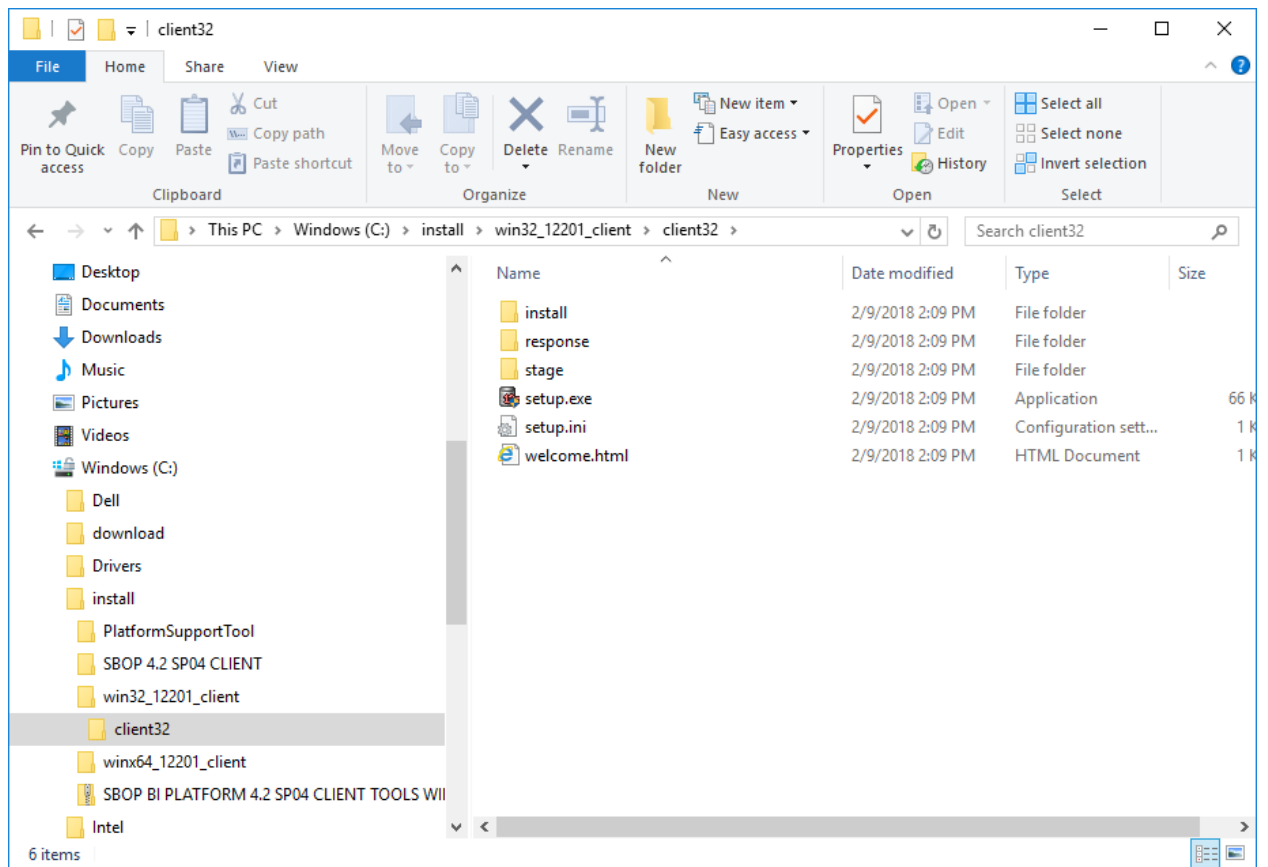 client32
File Home Share View
Pin to Quick access
Copy
Paste
Cut
Copy path
Paste shortcut
Clipboard
Move to
Copy to
Delete
Rename
Organize
New folder
New item
Easy access
New
Properties
Open
Edit
History
Open
Select all
Select none
Invert selection
Select
This PC > Windows (C:) > install > win32_12201_client > client32 >
Search client32
Desktop
Documents
Downloads
Music
Pictures
Videos
Windows (C:)
Dell
download
Drivers
install
PlatformSupportTool
SBOP 4.2 SP04 CLIENT
win32_12201_client
client32
winx64_12201_client
SBOP BI PLATFORM 4.2 SP04 CLIENT TOOLS WI
Intel
Name Date modified Type Size
install 2/9/2018 2:09 PM File folder
response 2/9/2018 2:09 PM File folder
stage 2/9/2018 2:09 PM File folder
setup.exe 2/9/2018 2:09 PM Application 66 K
setup.ini 2/9/2018 2:09 PM Configuration sett... 1 K
welcome.html 2/9/2018 2:09 PM HTML Document 1 K
6 items